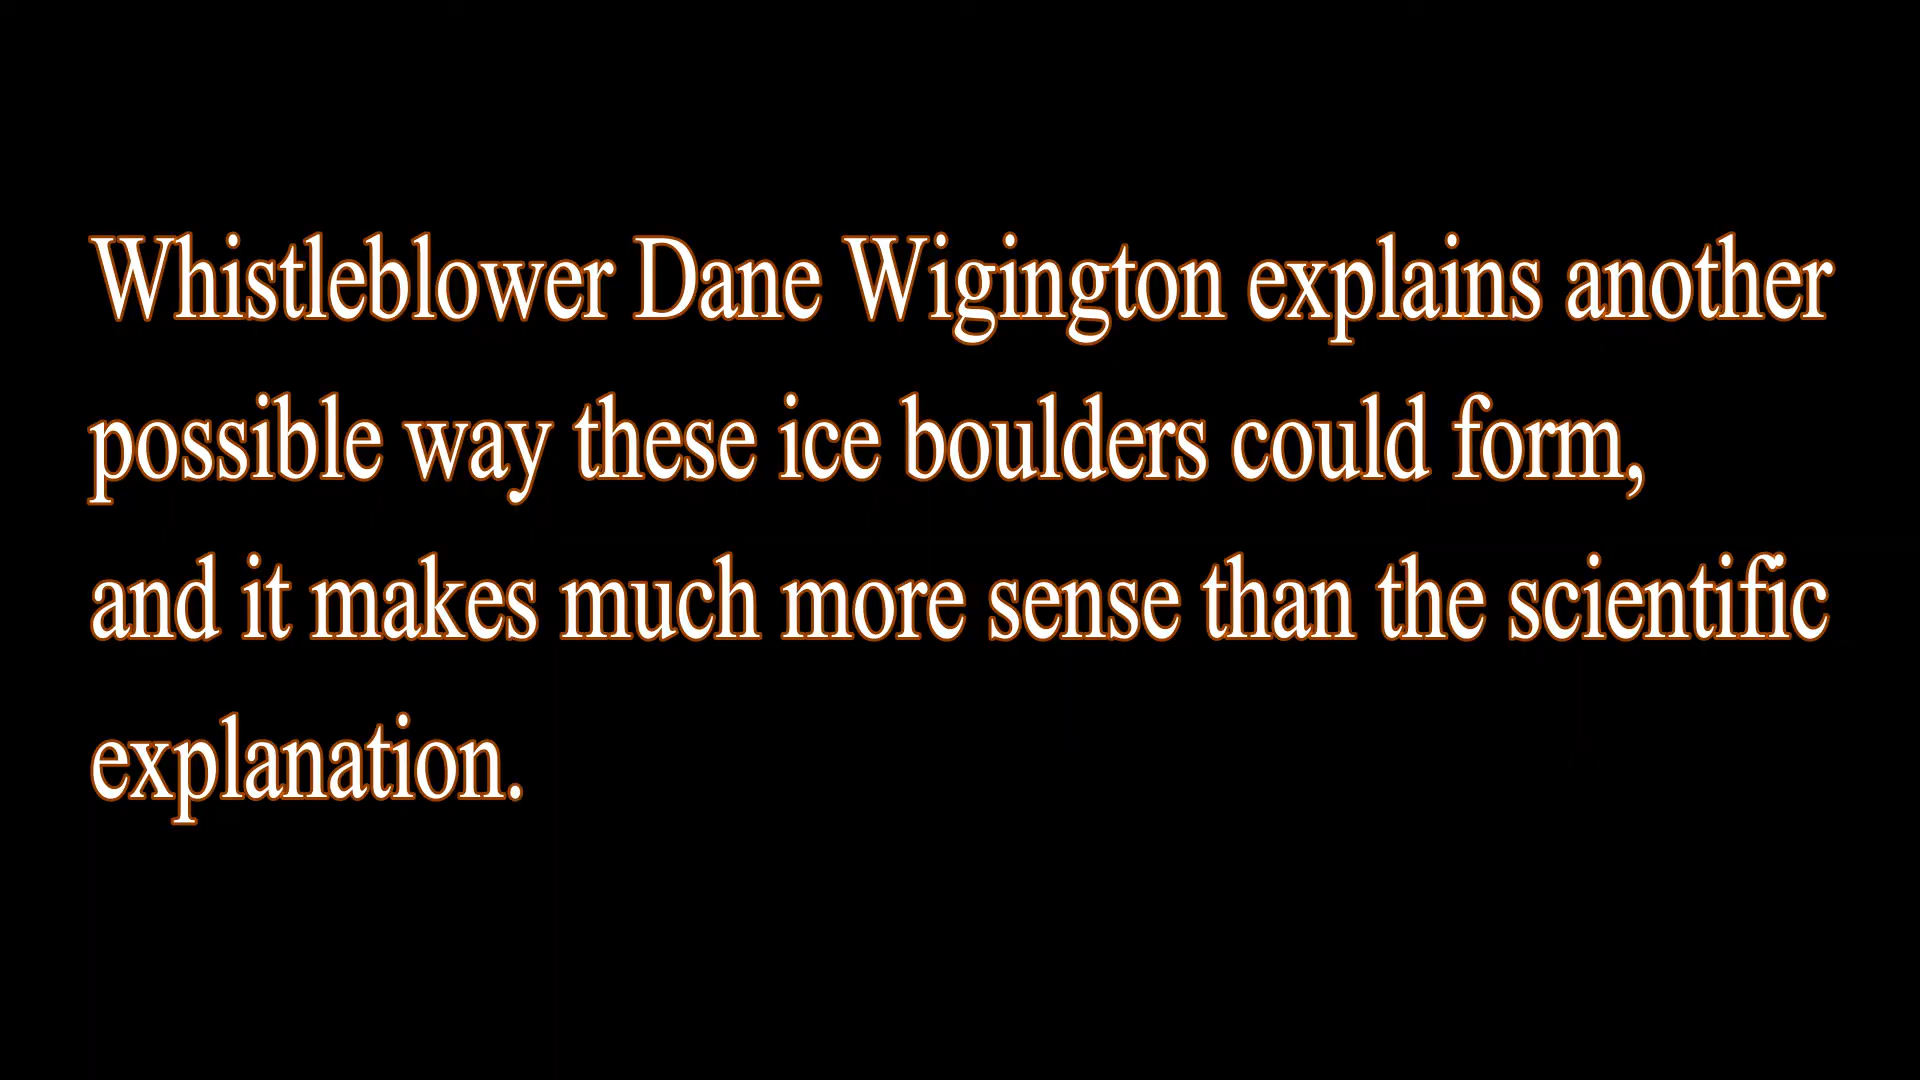 Whistleblower Dane Wigington explains another
possible way these ice boulders could form,
and it makes much more sense than the scientific
explanation.